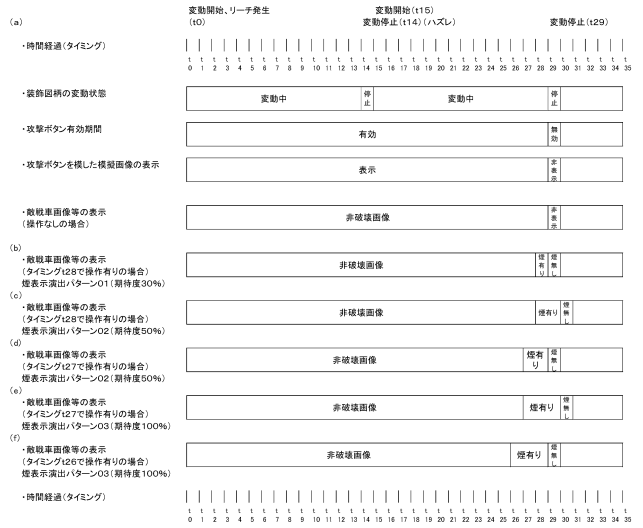 変動開始、リーチ発生
(t0)
変動開始(t15)
変動停止(t14)(ハズレ)
変動停止(t29)
(a)
・時間経過(タイミング)
t t t t t t t t t t t t t t t t t t t t t t t t t t t t t t t t t t t t
0 1 2 3 4 5 6 7 8 9 10 11 12 13 14 15 16 17 18 19 20 21 22 23 24 25 26 27 28 29 30 31 32 33 34 35
・装飾図柄の変動状態
変動中
停止
変動中
停止
・攻撃ボタン有効期間
有効
無効
・攻撃ボタンを模した模擬画像の表示
表示
非表示
・敵戦車画像等の表示
(操作なしの場合)
非破壊画像
非表示
(b)
・敵戦車画像等の表示
(タイミングt28で操作有りの場合)
煙表示演出パターン01(期待度30%)
非破壊画像
煙有り
煙無し
(c)
・敵戦車画像等の表示
(タイミングt28で操作有りの場合)
煙表示演出パターン02(期待度50%)
非破壊画像
煙有り
煙無し
(d)
・敵戦車画像等の表示
(タイミングt27で操作有りの場合)
煙表示演出パターン02(期待度50%)
非破壊画像
煙有り
煙無し
(e)
・敵戦車画像等の表示
(タイミングt27で操作有りの場合)
煙表示演出パターン03(期待度100%)
非破壊画像
煙有り
煙無し
(f)
・敵戦車画像等の表示
(タイミングt26で操作有りの場合)
煙表示演出パターン03(期待度100%)
非破壊画像
煙有り
煙無し
・時間経過(タイミング)
t t t t t t t t t t t t t t t t t t t t t t t t t t t t t t t t t t t t
0 1 2 3 4 5 6 7 8 9 10 11 12 13 14 15 16 17 18 19 20 21 22 23 24 25 26 27 28 29 30 31 32 33 34 35